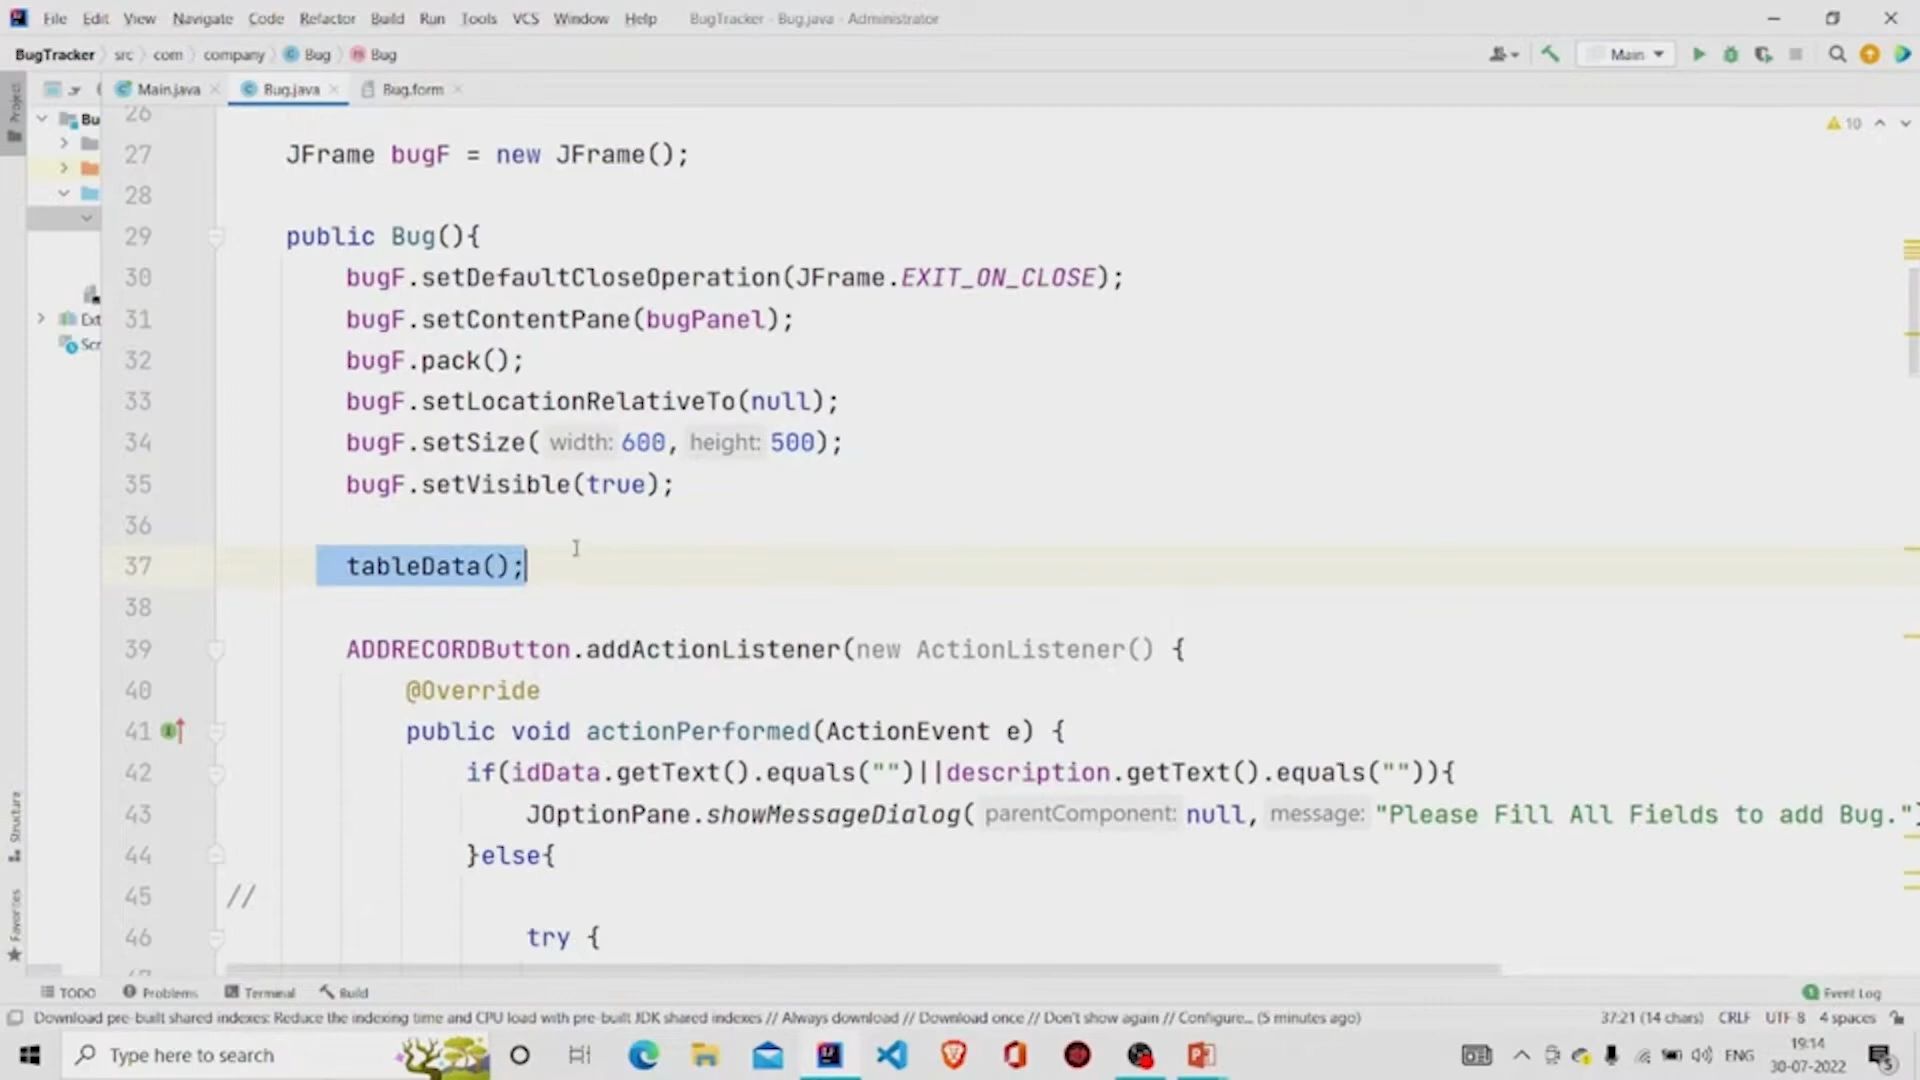 File Edit View Navigate Code Refactor Build Run Tools VCS Window Help BugTracker - Bug.java - Administrator
BugTracker src com company Bug Bug Main
Project
Main.java Bug.java Bug.form
Bu
Ext
Scr
10
26
27 JFrame bugF = new JFrame();
28
29 public Bug(){
30 bugF.setDefaultCloseOperation(JFrame.EXIT_ON_CLOSE);
31 bugF.setContentPane(bugPanel);
32 bugF.pack();
33 bugF.setLocationRelativeTo(null);
34 bugF.setSize( width: 600, height: 500);
35 bugF.setVisible(true);
36
37 tableData();
38
39 ADDRECORDButton.addActionListener(new ActionListener() {
40 @Override
41 public void actionPerformed(ActionEvent e) {
42 if(idData.getText().equals("")||description.getText().equals("")){
43 JOptionPane.showMessageDialog( parentComponent: null, message: "Please Fill All Fields to add Bug."
44 }else{
45 //
46 try {
Structure
Favorites
TODO Problems Terminal Build Event Log
Download pre-built shared indexes: Reduce the indexing time and CPU load with pre-built JDK shared indexes // Always download // Download once // Don't show again // Configure... (5 minutes ago) 37:21 (14 chars) CRLF UTF-8 4 spaces
Type here to search ENG 19:14
30-07-2022 5